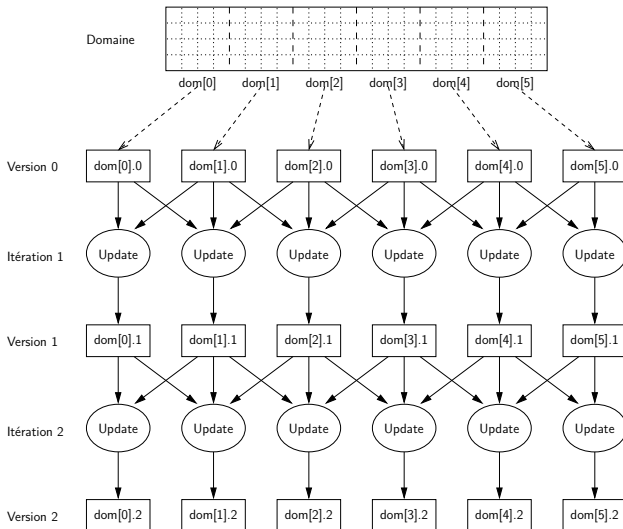 Domaine
dom[0] dom[1] dom[2] dom[3] dom[4] dom[5]
Version 0 dom[0].0 dom[1].0 dom[2].0 dom[3].0 dom[4].0 dom[5].0
Itération 1 Update Update Update Update Update Update
Version 1 dom[0].1 dom[1].1 dom[2].1 dom[3].1 dom[4].1 dom[5].1
Itération 2 Update Update Update Update Update Update
Version 2 dom[0].2 dom[1].2 dom[2].2 dom[3].2 dom[4].2 dom[5].2